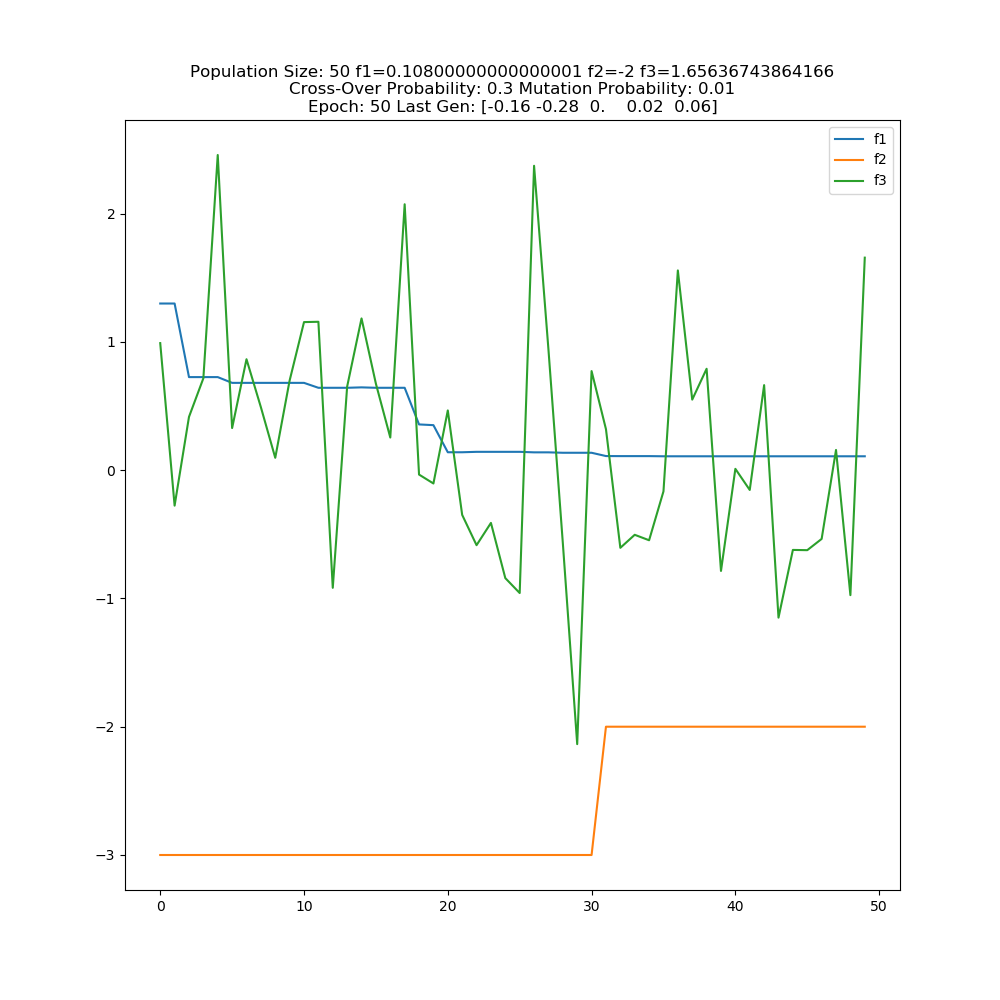 Population Size: 50 f1=0.10800000000000001 f2=-2 f3=1.65636743864166
Cross-Over Probability: 0.3 Mutation Probability: 0.01
Epoch: 50 Last Gen: [-0.16 -0.28  0.    0.02  0.06]
f1
f2
f3
2
1
0
−1
−2
−3
0 10 20 30 40 50